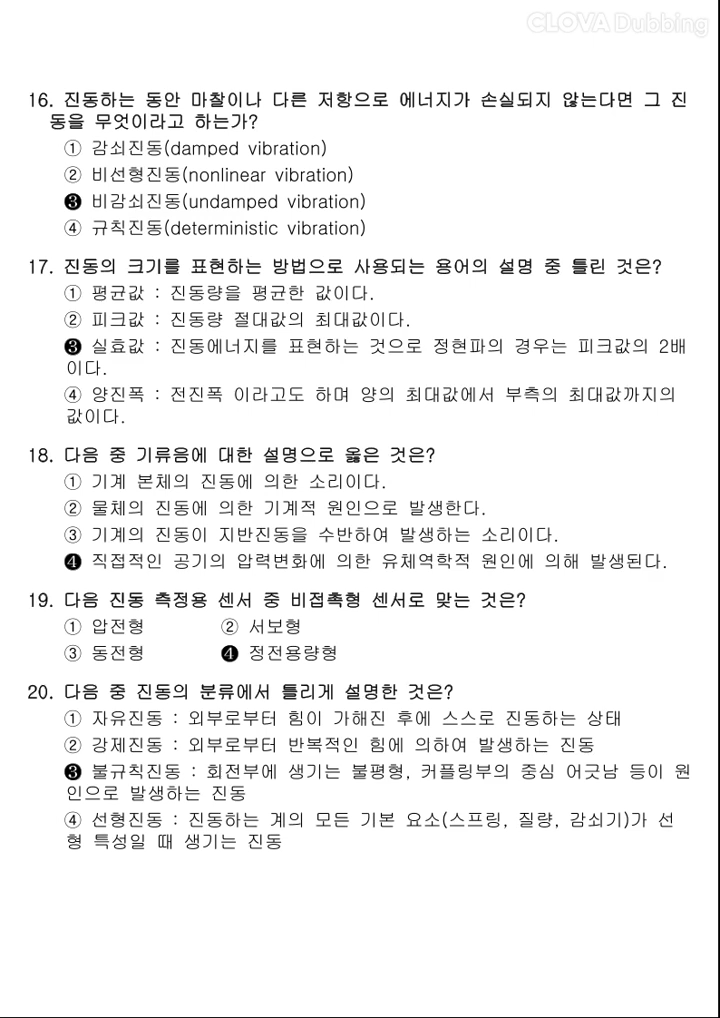 CLOVA Dubbing
16. 진동하는 동안 마찰이나 다른 저항으로 에너지가 손실되지 않는다면 그 진
동을 무엇이라고 하는가?
① 감쇠진동(damped vibration)
② 비선형진동(nonlinear vibration)
❸ 비감쇠진동(undamped vibration)
④ 규칙진동(deterministic vibration)
17. 진동의 크기를 표현하는 방법으로 사용되는 용어의 설명 중 틀린 것은?
① 평균값 : 진동량을 평균한 값이다.
② 피크값 : 진동량 절대값의 최대값이다.
❸ 실효값 : 진동에너지를 표현하는 것으로 정현파의 경우는 피크값의 2배
이다.
④ 양진폭 : 전진폭 이라고도 하며 양의 최대값에서 부측의 최대값까지의
값이다.
18. 다음 중 기류음에 대한 설명으로 옳은 것은?
① 기계 본체의 진동에 의한 소리이다.
② 물체의 진동에 의한 기계적 원인으로 발생한다.
③ 기계의 진동이 지반진동을 수반하여 발생하는 소리이다.
❹ 직접적인 공기의 압력변화에 의한 유체역학적 원인에 의해 발생된다.
19. 다음 진동 측정용 센서 중 비접촉형 센서로 맞는 것은?
① 압전형 ② 서보형
③ 동전형 ❹ 정전용량형
20. 다음 중 진동의 분류에서 틀리게 설명한 것은?
① 자유진동 : 외부로부터 힘이 가해진 후에 스스로 진동하는 상태
② 강제진동 : 외부로부터 반복적인 힘에 의하여 발생하는 진동
❸ 불규칙진동 : 회전부에 생기는 불평형, 커플링부의 중심 어긋남 등이 원
인으로 발생하는 진동
④ 선형진동 : 진동하는 계의 모든 기본 요소(스프링, 질량, 감쇠기)가 선
형 특성일 때 생기는 진동